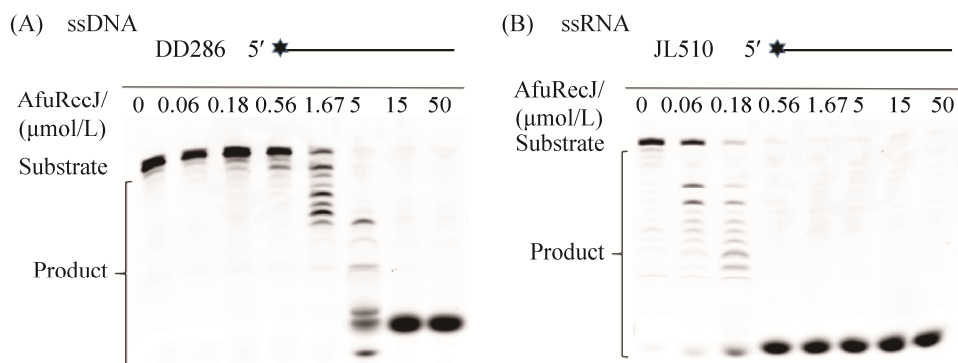 (A) ssDNA
DD286 5′
AfuRecJ/
(μmol/L)
0 0.06 0.18 0.56 1.67 5 15 50
Substrate
Product
(B) ssRNA
JL510 5′
AfuRecJ/
(μmol/L)
0 0.06 0.18 0.56 1.67 5 15 50
Substrate
Product